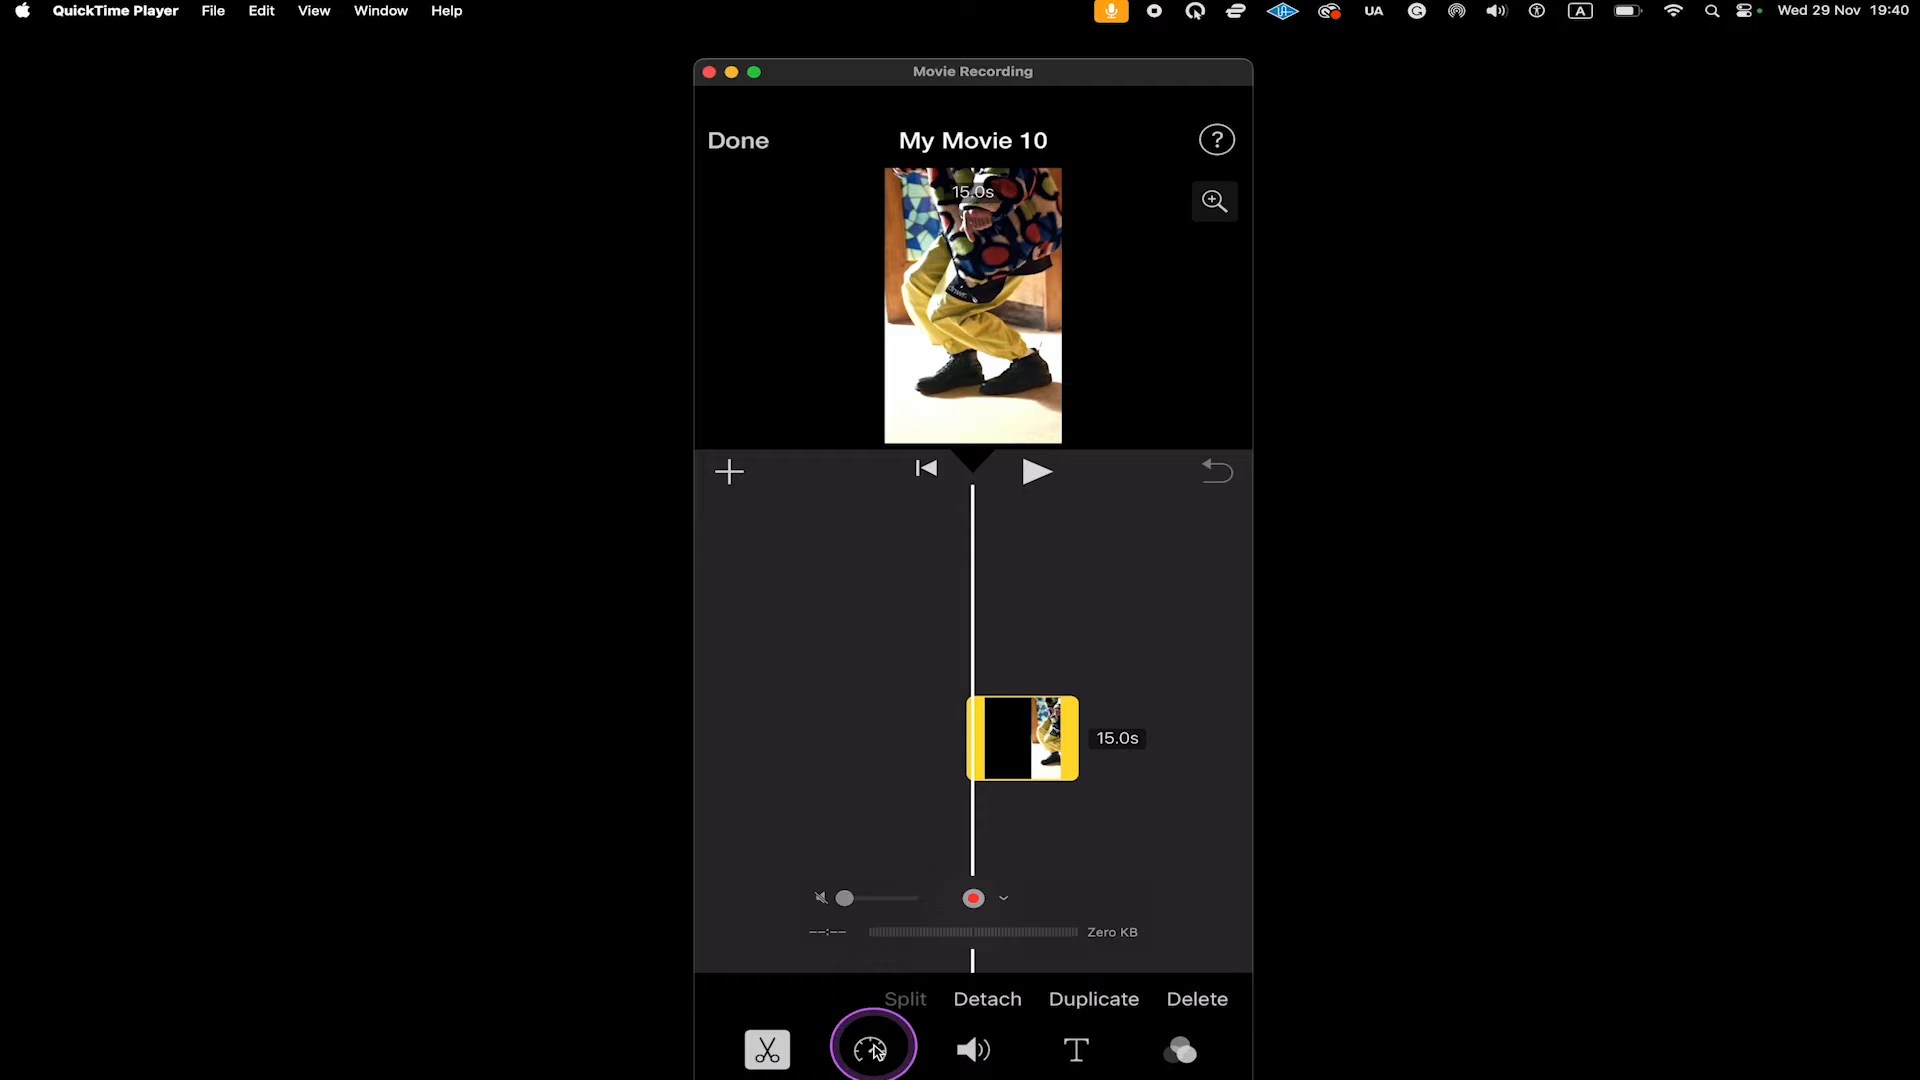 QuickTime Player File Edit View Window Help UA A Wed 29 Nov 19:40
Movie Recording
Done My Movie 10 ?
15.0s
15.0s
--:-- Zero KB
Split Detach Duplicate Delete
T